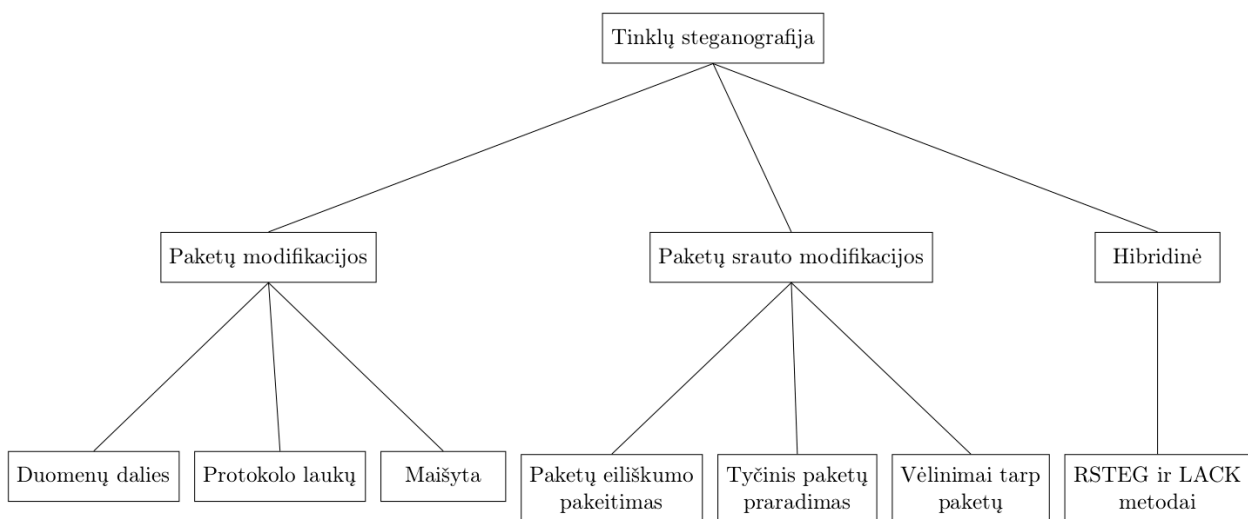 Tinklų steganografija
Paketų modifikacijos
Paketų srauto modifikacijos
Hibridinė
Duomenų dalies
Protokolo laukų
Maišyta
Paketų eiliškumo
pakeitimas
Tyčinis paketų
praradimas
Vėlinimai tarp
paketų
RSTEG ir LACK
metodai